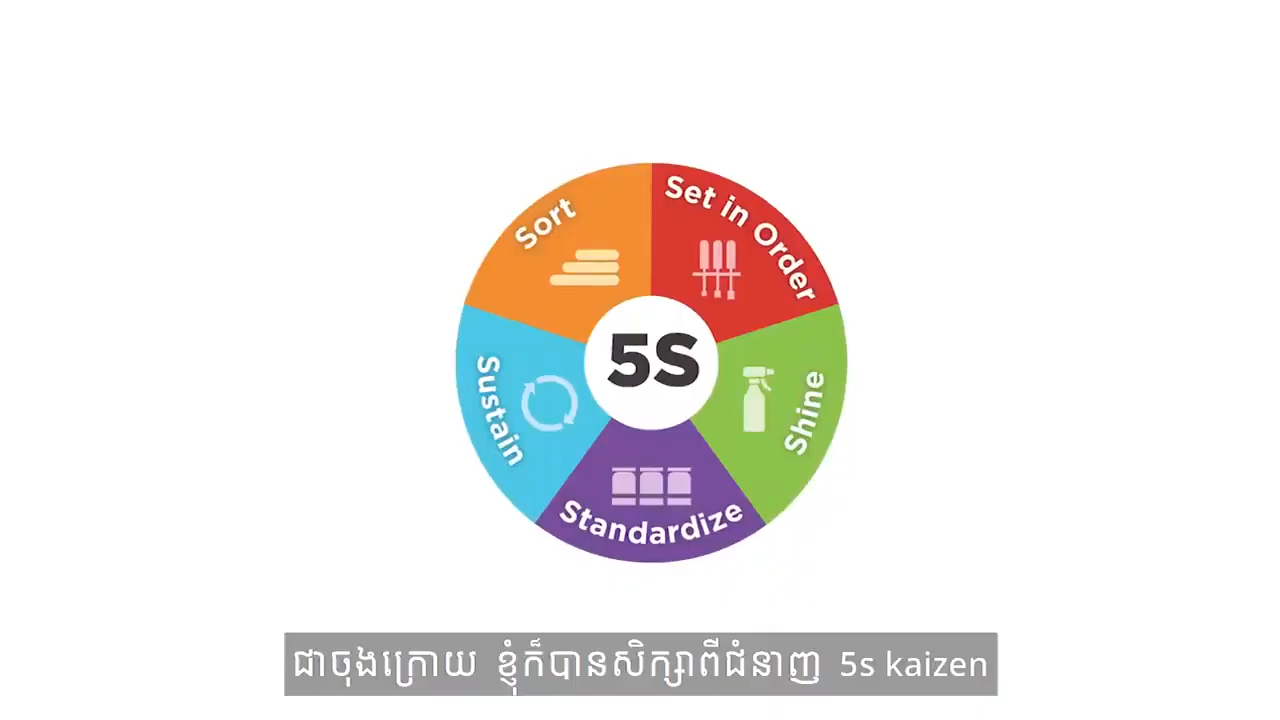 Sort
Set in Order
Shine
Standardize
Sustain
5S
ជាចុងក្រោយ ខ្ញុំក៏បានសិក្សាពីជំនាញ 5s kaizen